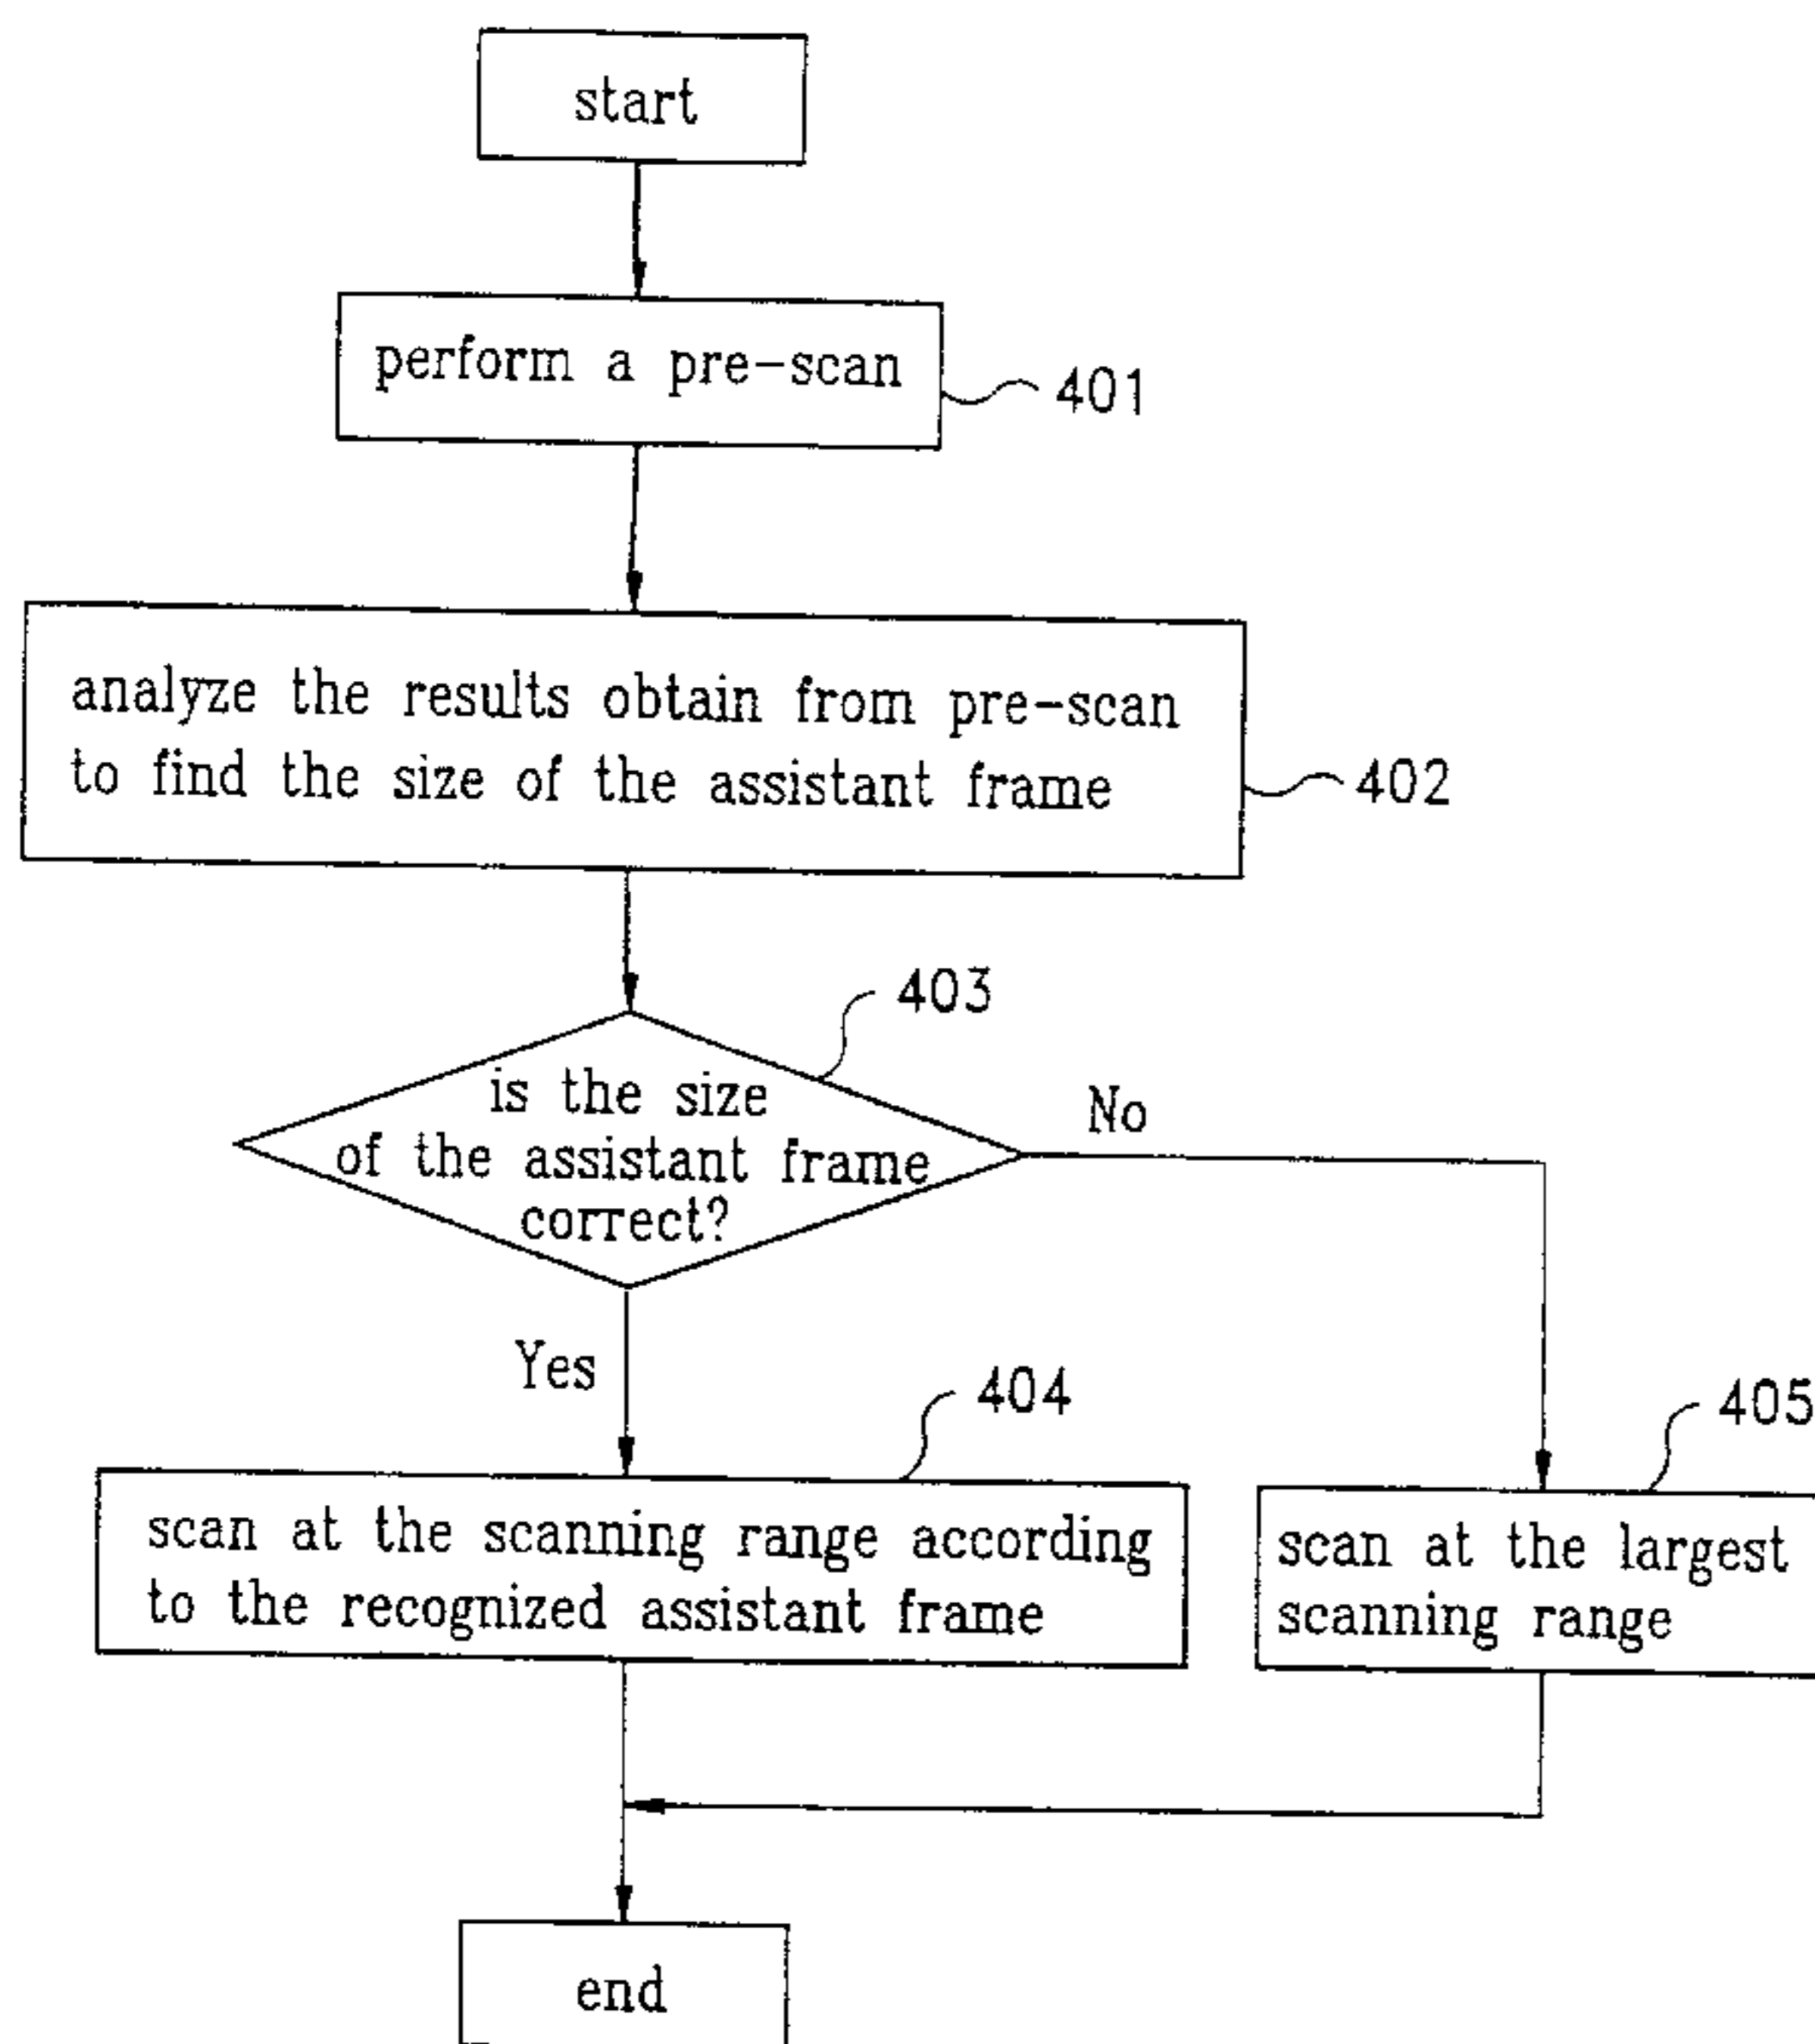 start
perform a pre-scan
401
analyze the results obtain from pre-scan
to find the size of the assistant frame
402
403
is the size
of the assistant frame
correct?
No
Yes
404
405
scan at the scanning range according
to the recognized assistant frame
scan at the largest
scanning range
end